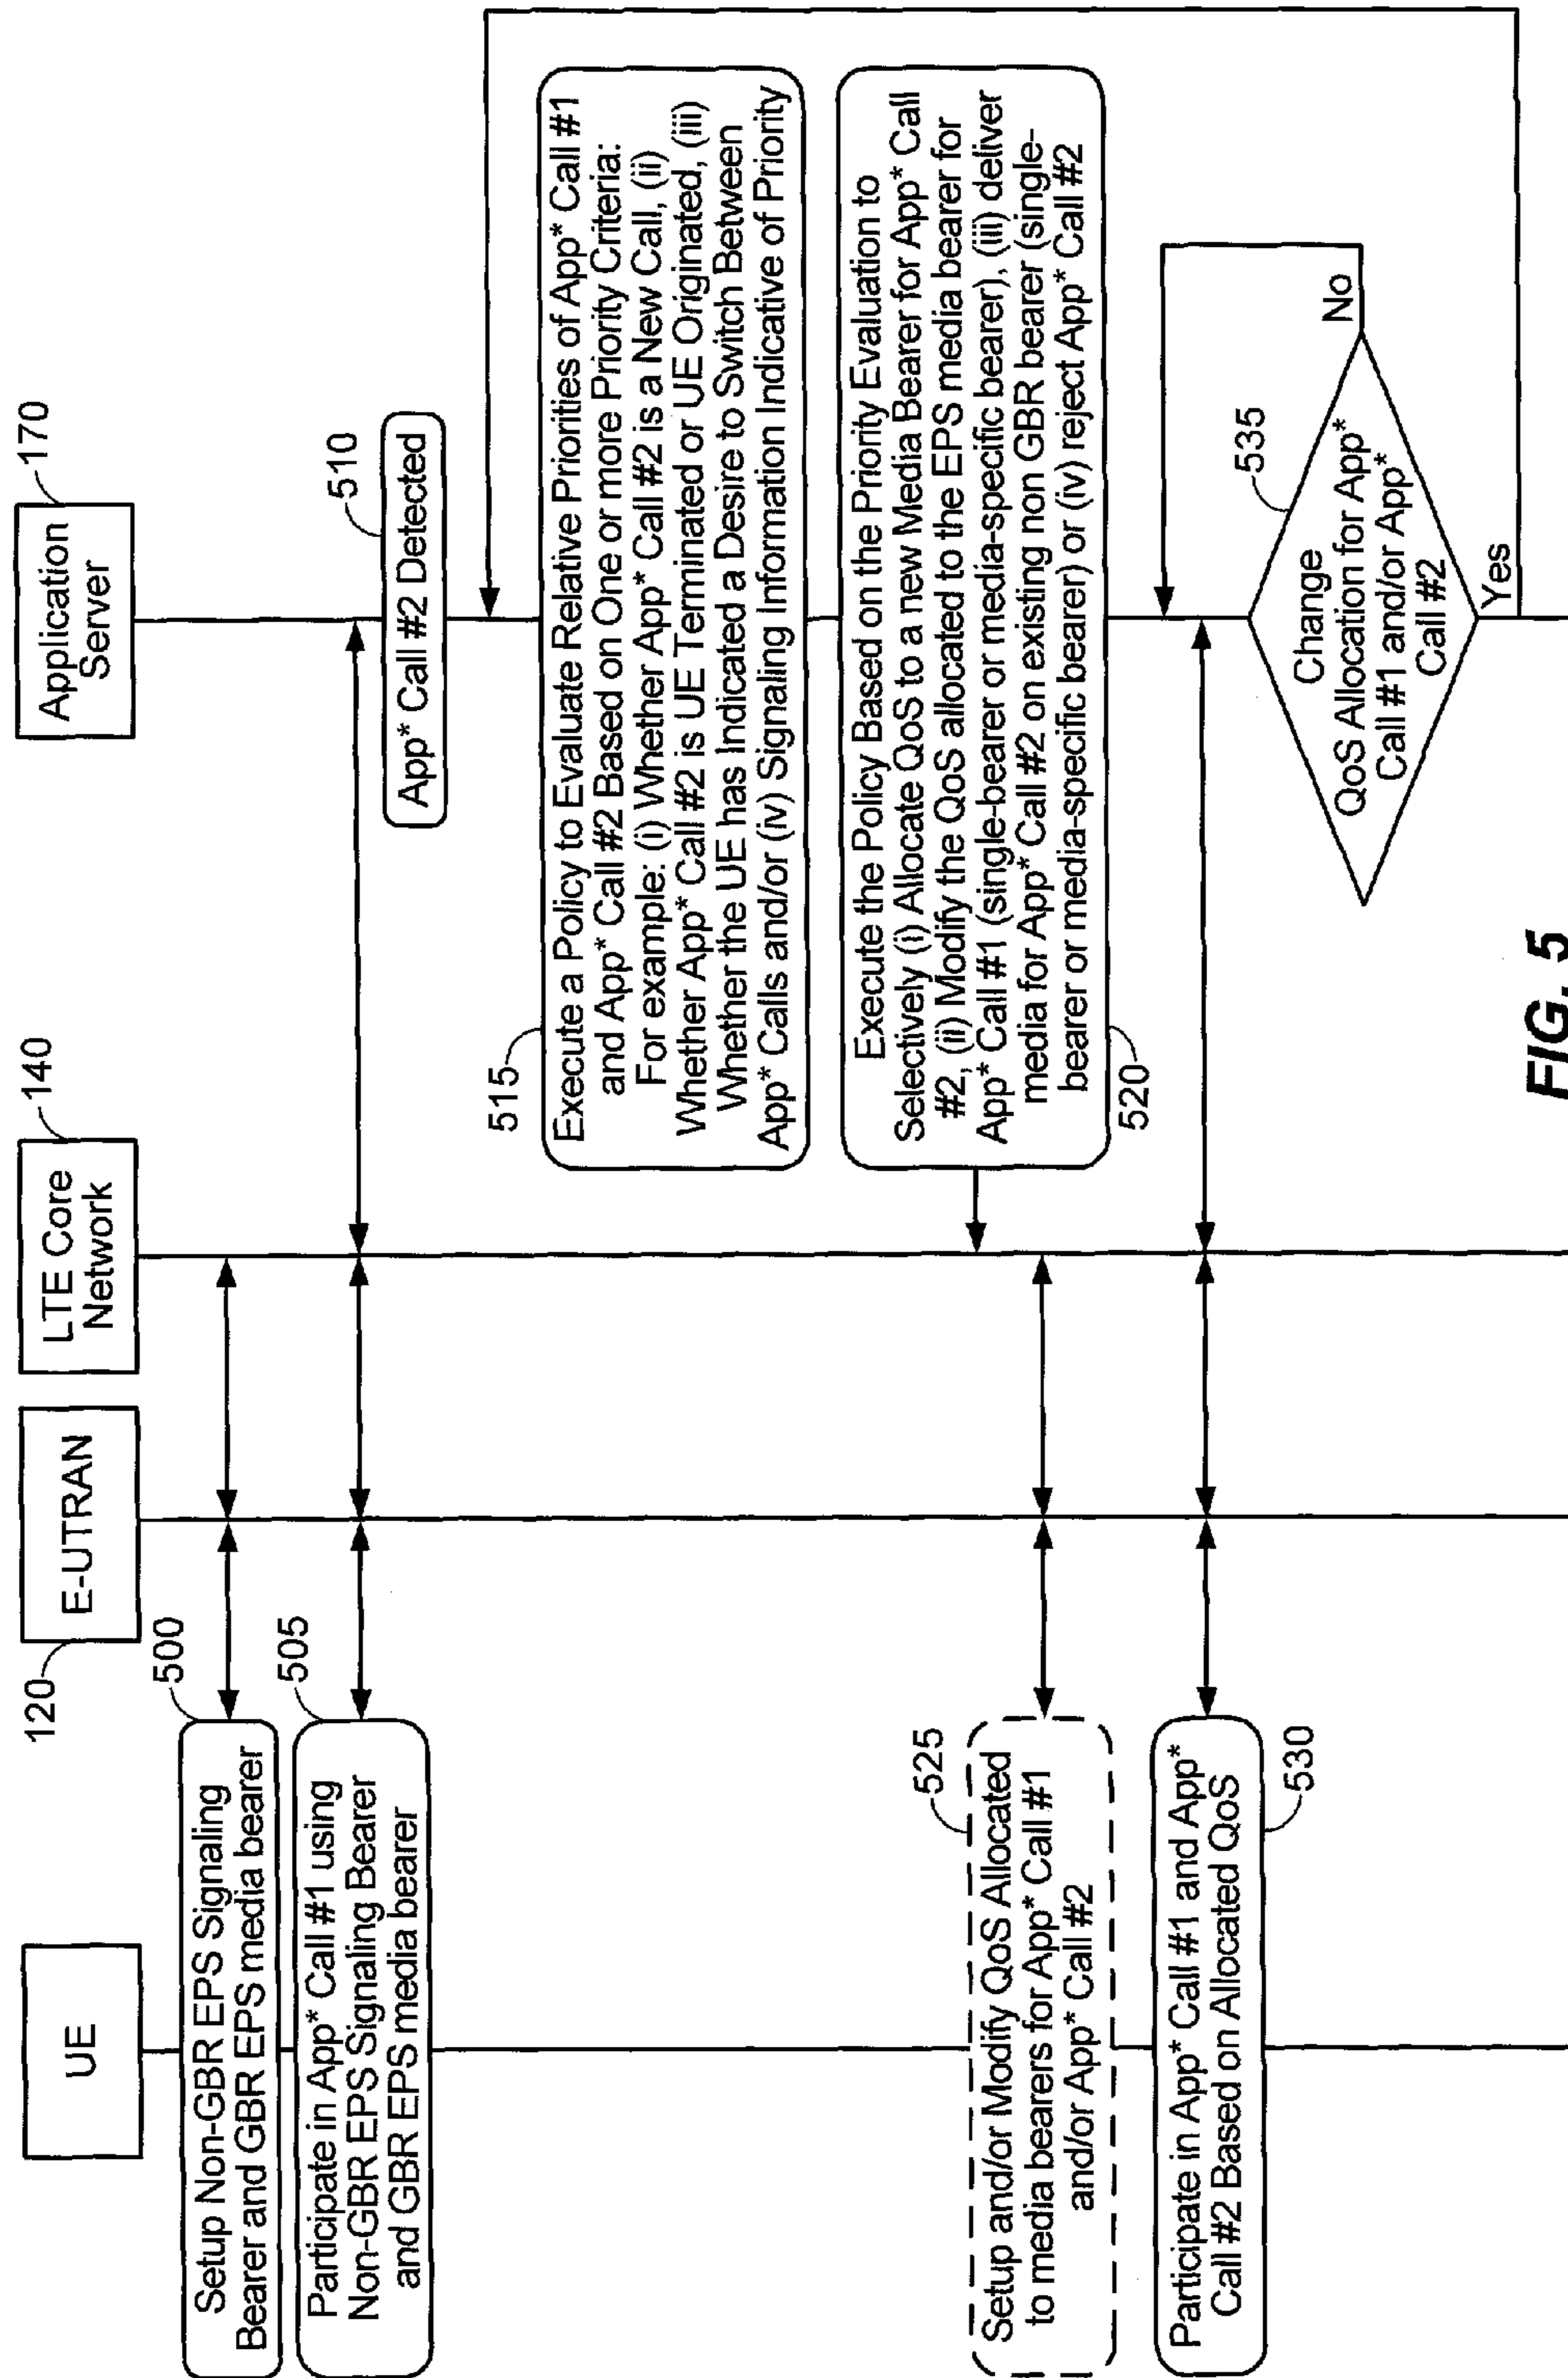 UE
E-UTRAN
120
LTE Core
Network
140
Application
Server
170
500
Setup Non-GBR EPS Signaling
Bearer and GBR EPS media bearer
505
Participate in App* Call #1 using
Non-GBR EPS Signaling Bearer
and GBR EPS media bearer
510
App* Call #2 Detected
515
Execute a Policy to Evaluate Relative Priorities of App* Call #1
and App* Call #2 Based on One or more Priority Criteria:
For example: (i) Whether App* Call #2 is a New Call, (ii)
Whether App* Call #2 is UE Terminated or UE Originated, (iii)
Whether the UE has Indicated a Desire to Switch Between
App* Calls and/or (iv) Signaling Information Indicative of Priority
Execute the Policy Based on the Priority Evaluation to
Selectively (i) Allocate QoS to a new Media Bearer for App* Call
#2, (ii) Modify the QoS allocated to the EPS media bearer for
App* Call #1 (single-bearer or media-specific bearer), (iii) deliver
media for App* Call #2 on existing non GBR bearer (single-
bearer or media-specific bearer) or (iv) reject App* Call #2
520
525
Setup and/or Modify QoS Allocated
to media bearers for App* Call #1
and/or App* Call #2
Participate in App* Call #1 and App*
Call #2 Based on Allocated QoS
530
535
Change
QoS Allocation for App*
Call #1 and/or App*
Call #2
No
Yes
FIG. 5